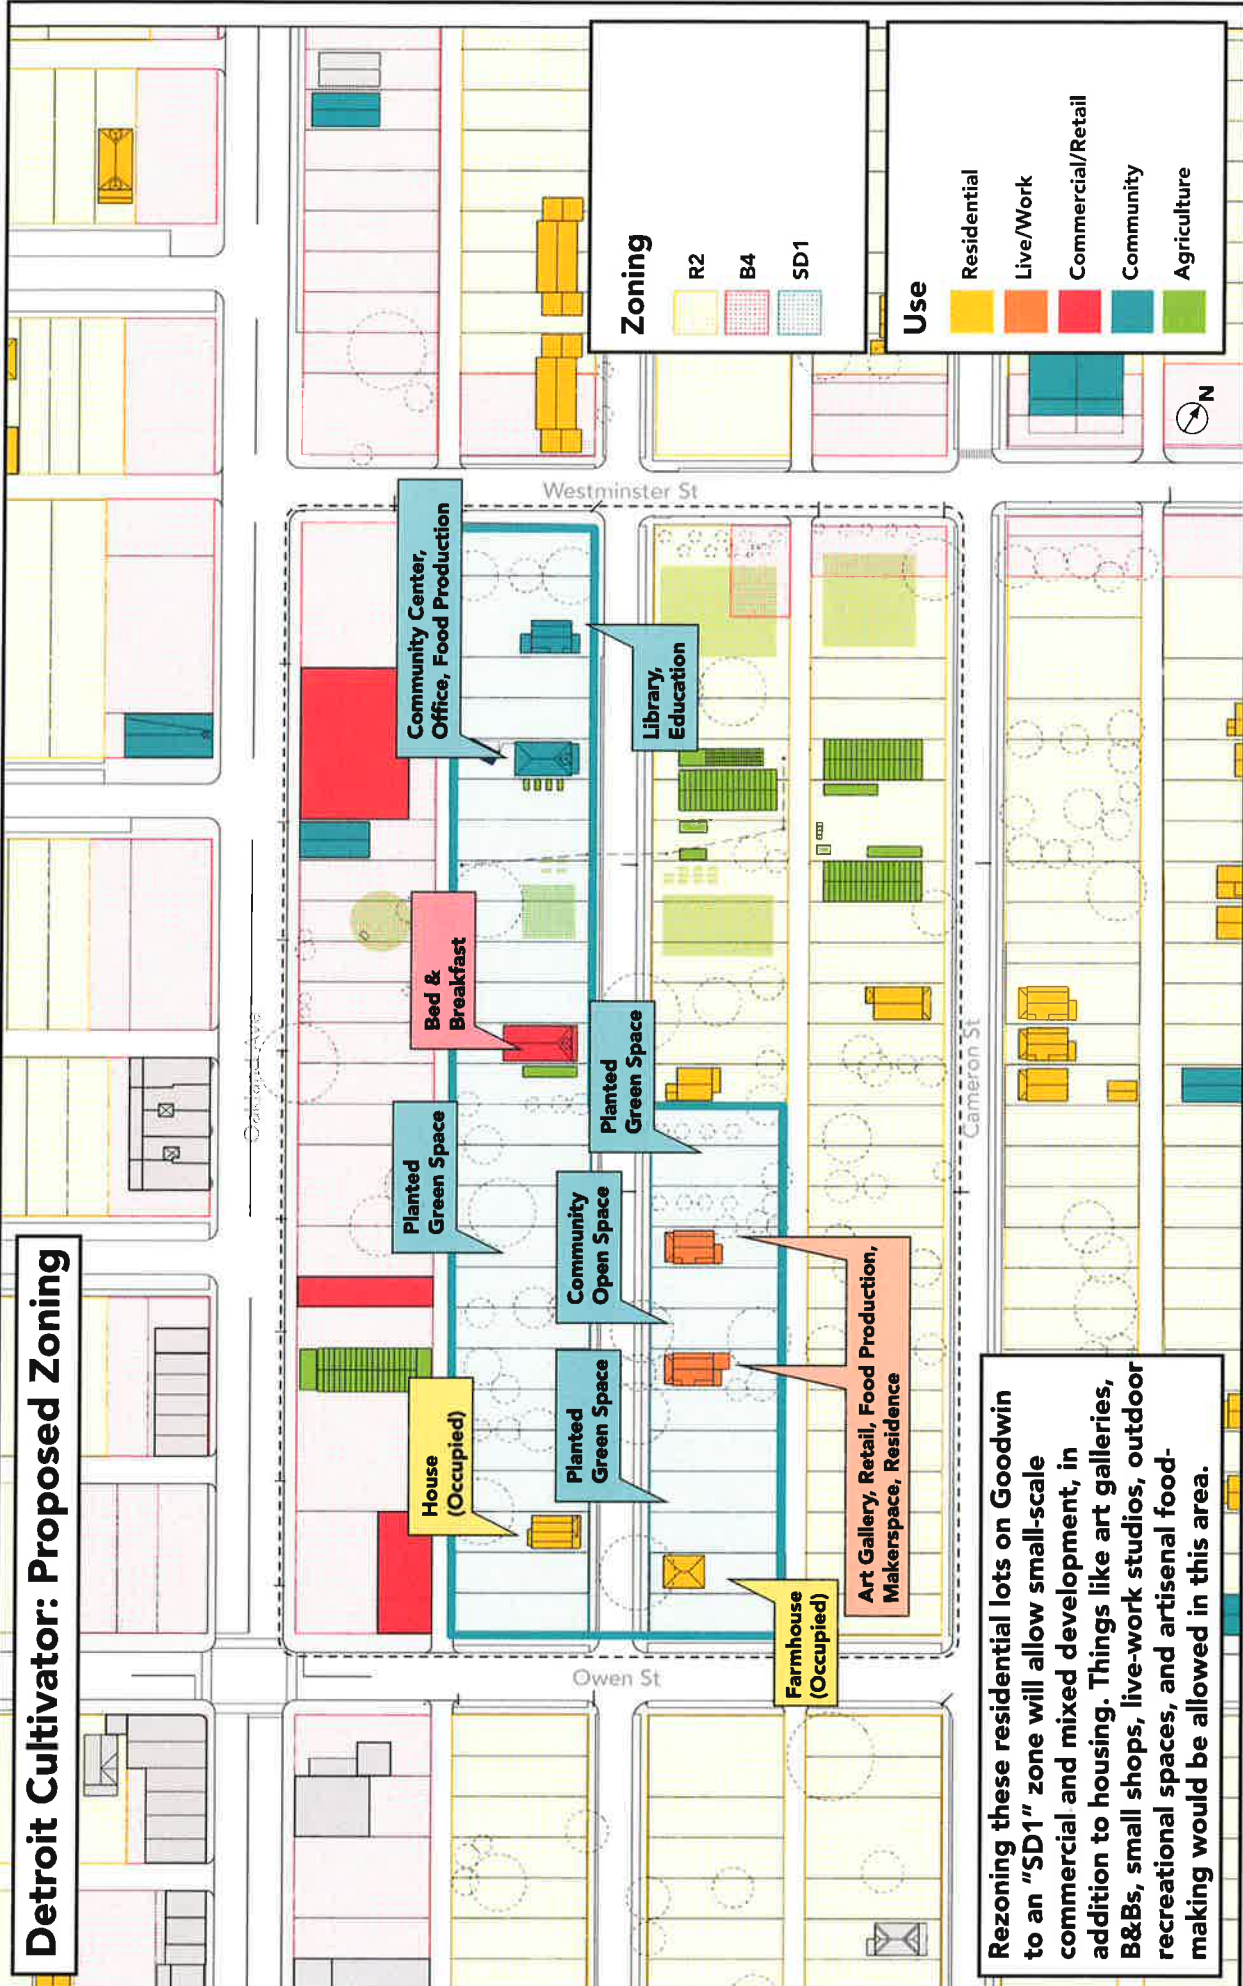 Detroit Cultivator: Proposed Zoning
Oakland Ave
Westminster St
Owen St
Cameron St
Community Center,
Office, Food Production
Library,
Education
Bed &
Breakfast
Planted
Green Space
Planted
Green Space
Community
Open Space
Planted
Green Space
House
(Occupied)
Farmhouse
(Occupied)
Art Gallery, Retail, Food Production,
Makerspace, Residence
Rezoning these residential lots on Goodwin
to an "SD1" zone will allow small-scale
commercial and mixed development, in
addition to housing. Things like art galleries,
B&Bs, small shops, live-work studios, outdoor
recreational spaces, and artisenal food-
making would be allowed in this area.
Zoning
R2
B4
SD1
Use
Residential
Live/Work
Commercial/Retail
Community
Agriculture
N